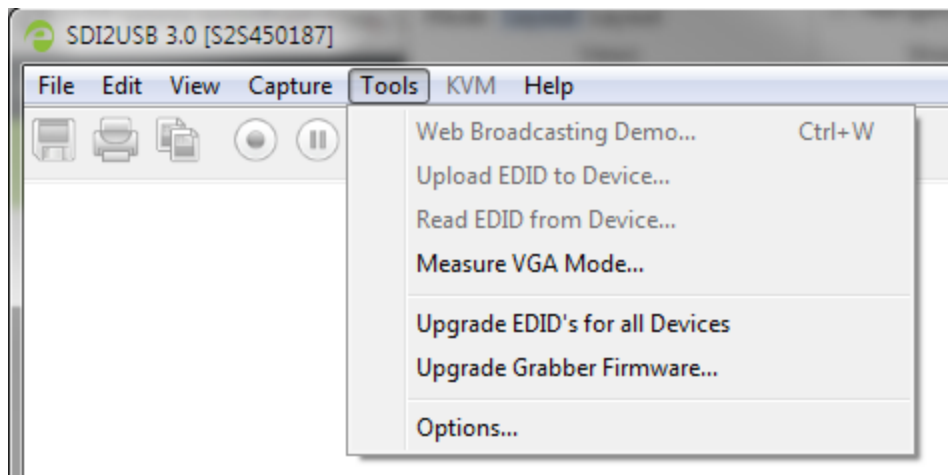 SDI2USB 3.0 [S2S450187]
File Edit View Capture Tools KVM Help
Web Broadcasting Demo... Ctrl+W
Upload EDID to Device...
Read EDID from Device...
Measure VGA Mode...
Upgrade EDID's for all Devices
Upgrade Grabber Firmware...
Options...